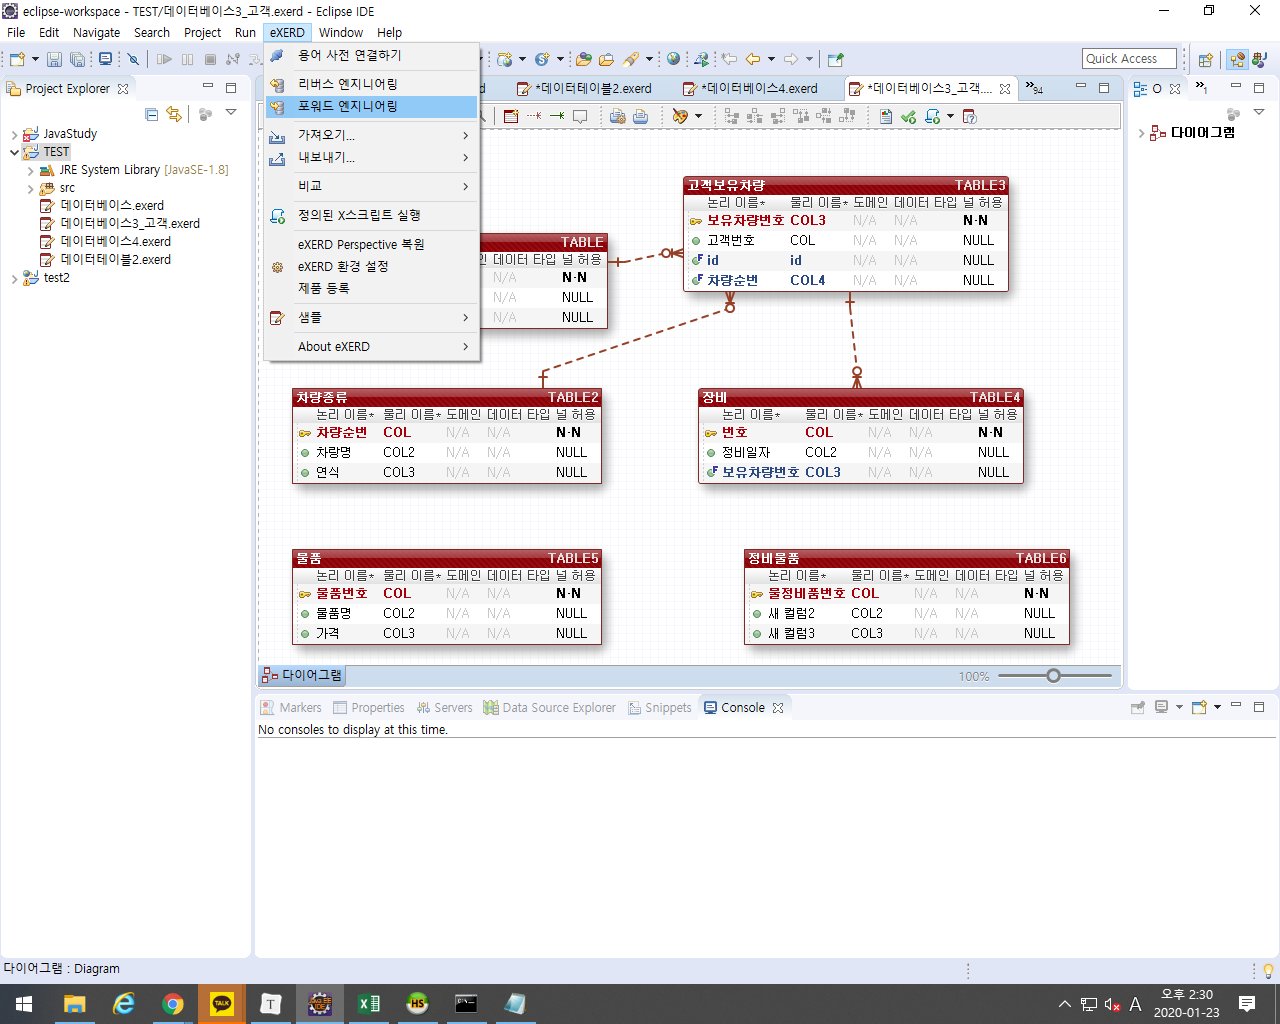 eclipse-workspace - TEST/데이터베이스3_고객.exerd - Eclipse IDE
File Edit Navigate Search Project Run eXERD Window Help
Quick Access
Project Explorer
JavaStudy
TEST
JRE System Library [JavaSE-1.8]
src
데이터베이스.exerd
데이터베이스3_고객.exerd
데이터베이스4.exerd
데이터테이블2.exerd
test2
용어 사전 연결하기
리버스 엔지니어링
포워드 엔지니어링
가져오기...
내보내기...
비교
정의된 X스크립트 실행
eXERD Perspective 복원
eXERD 환경 설정
제품 등록
샘플
About eXERD
d *데이터테이블2.exerd *데이터베이스4.exerd *데이터베이스3_고객.... »94
O »1
다이어그램
고객보유차량 TABLE3
논리 이름* 물리 이름* 도메인 데이터 타입 널 허용
보유차량번호 COL3 N/A N/A N-N
고객번호 COL N/A N/A NULL
id id N/A N/A NULL
차량순번 COL4 N/A N/A NULL
TABLE
인 데이터 타입 널 허용
N/A N-N
N/A NULL
N/A NULL
차량종류 TABLE2
논리 이름* 물리 이름* 도메인 데이터 타입 널 허용
차량순번 COL N/A N/A N-N
차량명 COL2 N/A N/A NULL
연식 COL3 N/A N/A NULL
장비 TABLE4
논리 이름* 물리 이름* 도메인 데이터 타입 널 허용
번호 COL N/A N/A N-N
정비일자 COL2 N/A N/A NULL
보유차량번호 COL3 N/A N/A NULL
물품 TABLE5
논리 이름* 물리 이름* 도메인 데이터 타입 널 허용
물품번호 COL N/A N/A N-N
물품명 COL2 N/A N/A NULL
가격 COL3 N/A N/A NULL
정비물품 TABLE6
논리 이름* 물리 이름* 도메인 데이터 타입 널 허용
물정비품번호 COL N/A N/A N-N
새 컬럼2 COL2 N/A N/A NULL
새 컬럼3 COL3 N/A N/A NULL
다이어그램 100%
Markers Properties Servers Data Source Explorer Snippets Console
No consoles to display at this time.
다이어그램 : Diagram
TALK
T
Java EE
IDE
HS
A
오후 2:30
2020-01-23